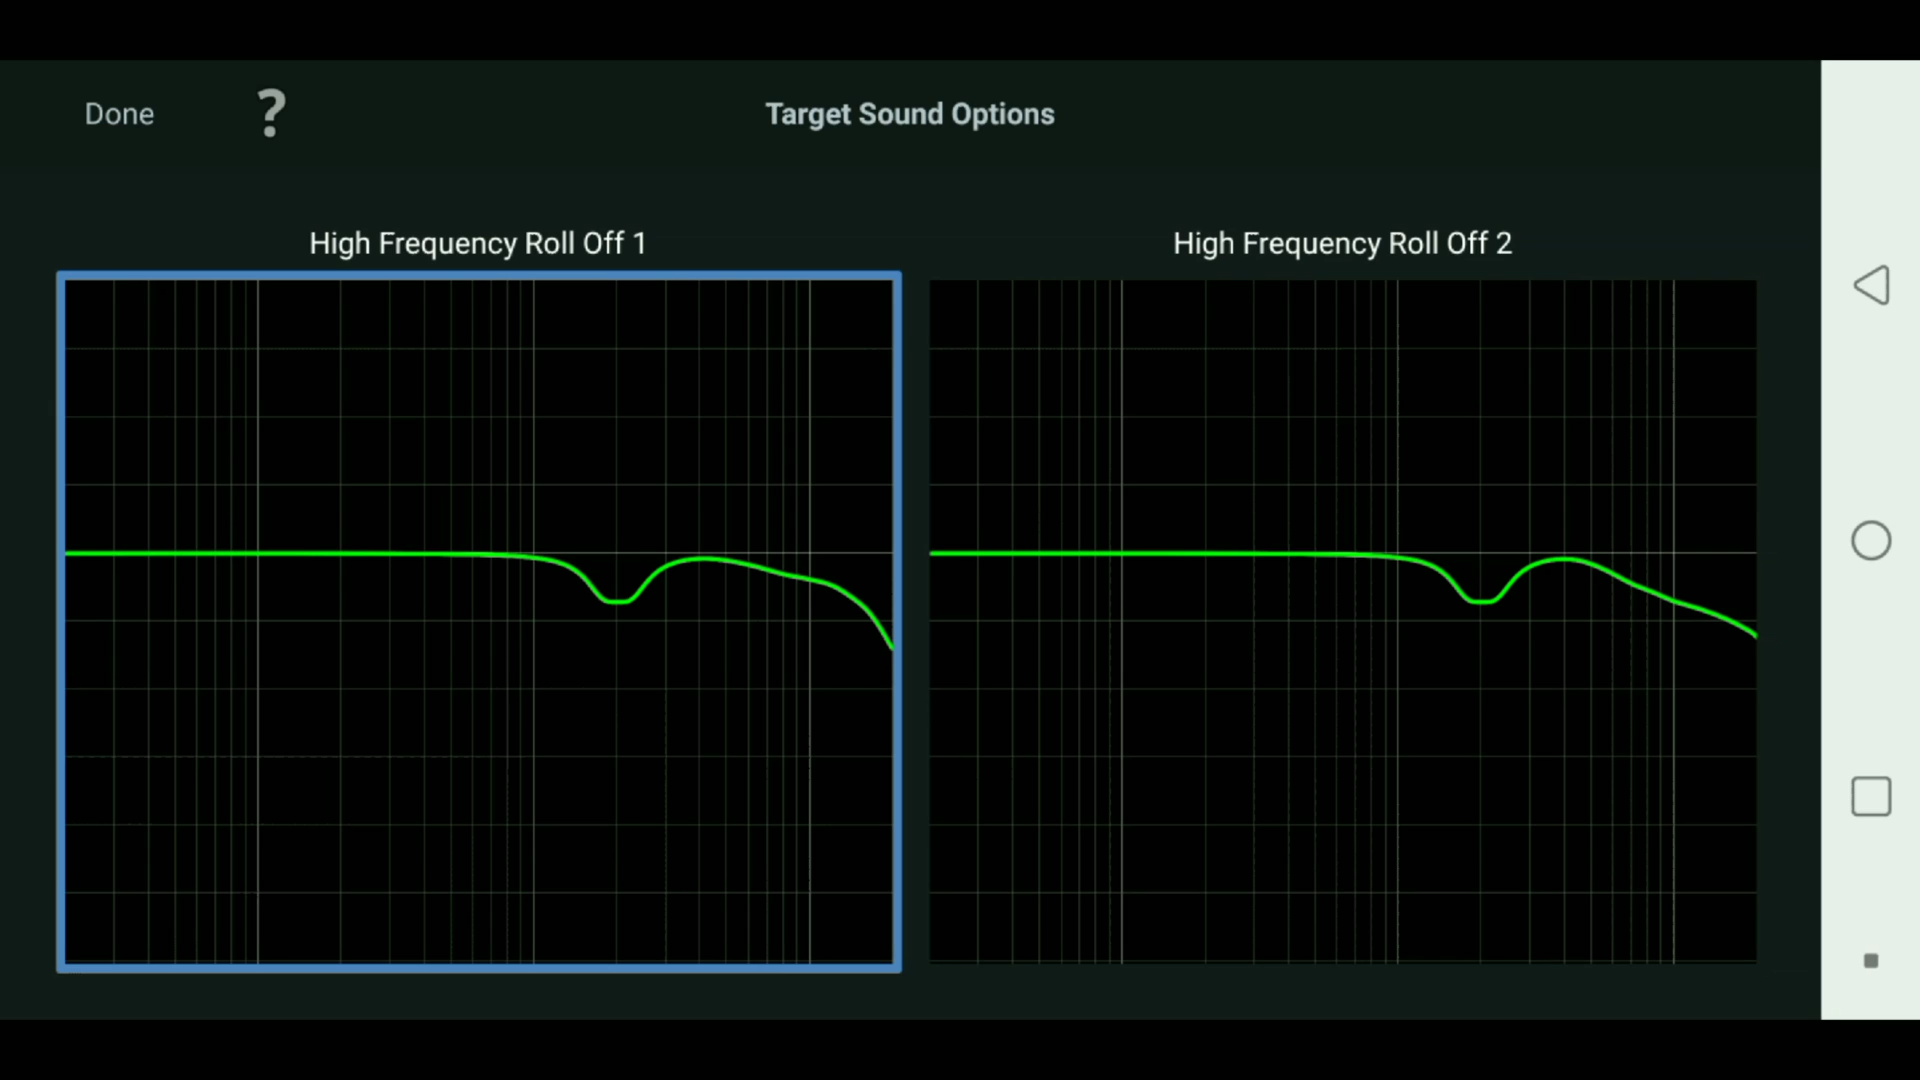 Done
?
Target Sound Options
High Frequency Roll Off 1
High Frequency Roll Off 2